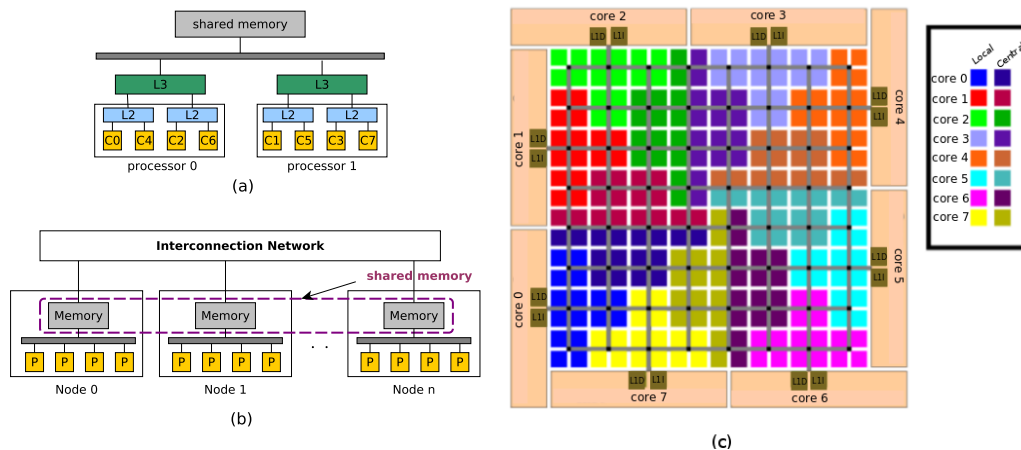 shared memory
L3
L3
L2
L2
L2
L2
C0
C4
C2
C6
C1
C5
C3
C7
processor 0
processor 1
(a)
Interconnection Network
shared memory
Memory
Memory
Memory
P
P
P
P
P
P
P
P
P
P
P
P
. .
Node 0
Node 1
Node n
(b)
core 2
core 3
L1D
L1I
L1D
L1I
core 1
L1D
L1I
L1D
L1I
core 4
core 0
L1D
L1I
L1D
L1I
core 5
L1D
L1I
L1D
L1I
core 7
core 6
(c)
Local
Central
core 0
core 1
core 2
core 3
core 4
core 5
core 6
core 7